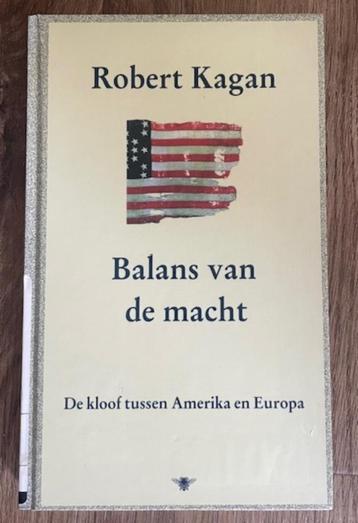 Robert Kagan
Balans van
de macht
De kloof tussen Amerika en Europa